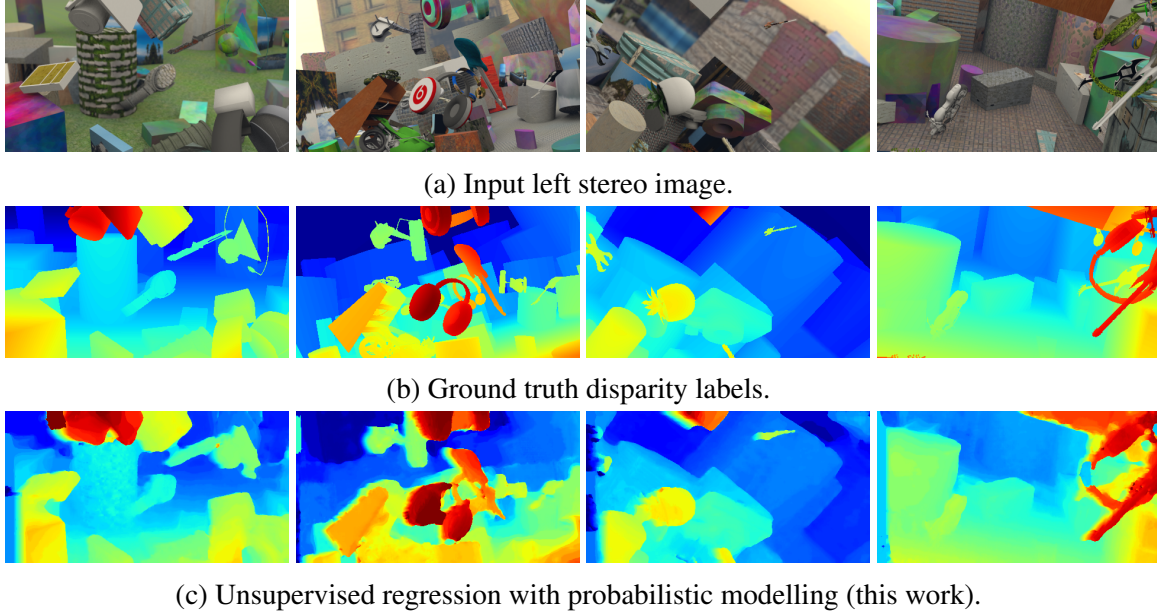 (a) Input left stereo image.
(b) Ground truth disparity labels.
(c) Unsupervised regression with probabilistic modelling (this work).